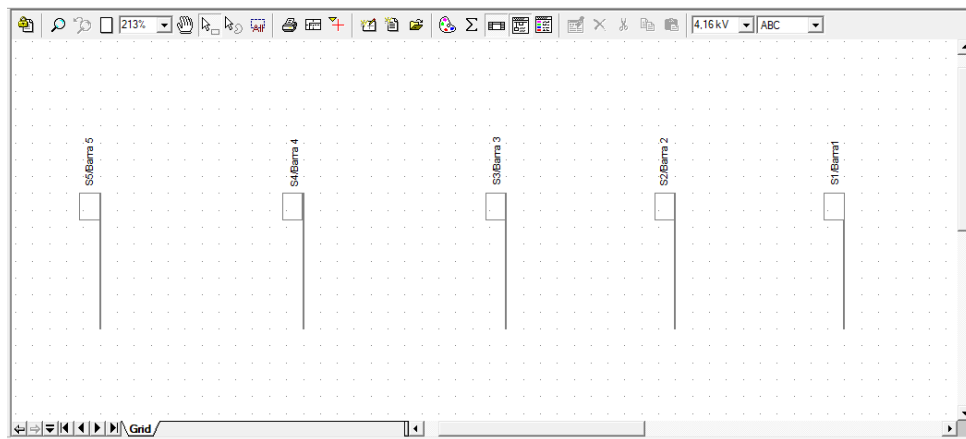 213%
4,16 kV
ABC
S5/Barra 5
S4/Barra 4
S3/Barra 3
S2/Barra 2
S1/Barra1
Grid